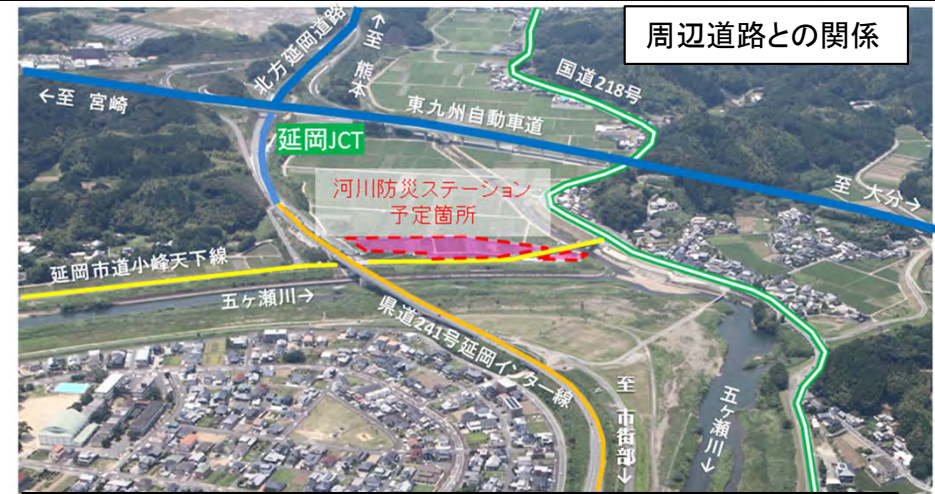 周辺道路との関係
北方延岡道路
←至 熊本
国道218号
←至 宮崎
東九州自動車道
延岡JCT
河川防災ステーション
予定箇所
至 大分→
延岡市道小峰天下線
五ヶ瀬川→
県道241号延岡インター線
至 市街部→
五ヶ瀬川→